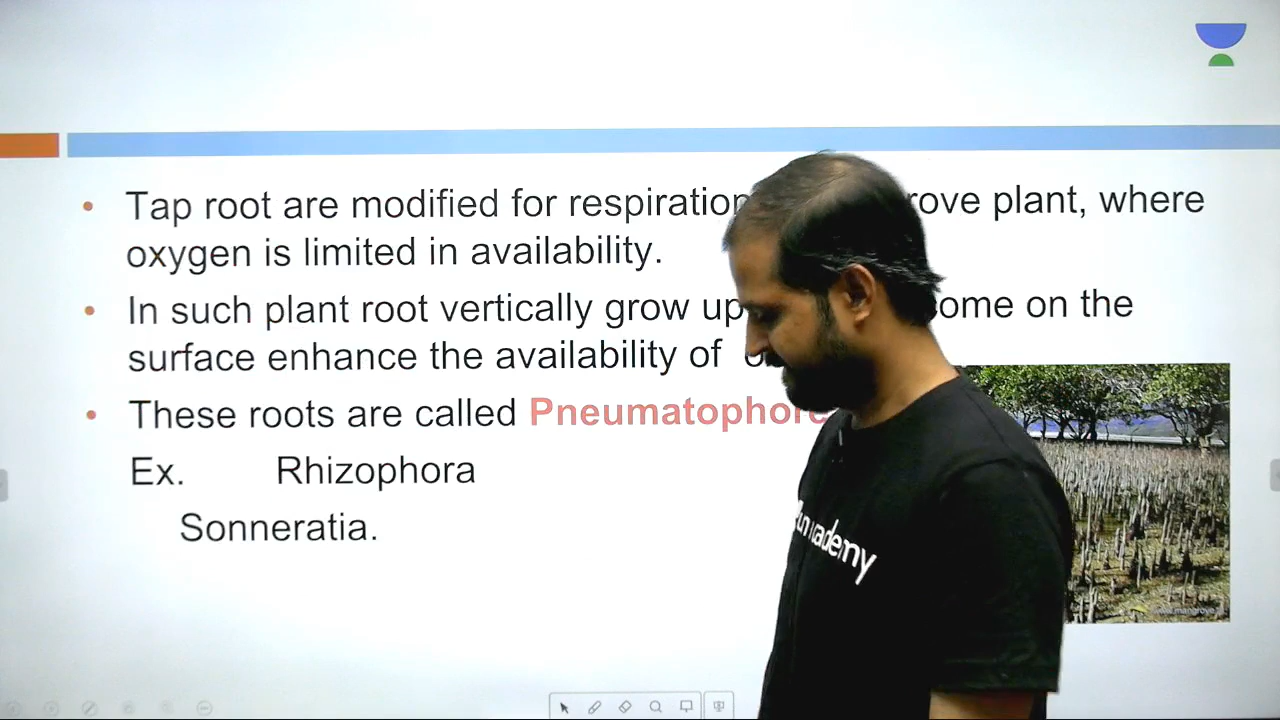 • Tap root are modified for respiration rove plant, where
oxygen is limited in availability.
• In such plant root vertically grow up ome on the
surface enhance the availability of
• These roots are called Pneumatophore
Ex. Rhizophora
Sonneratia.